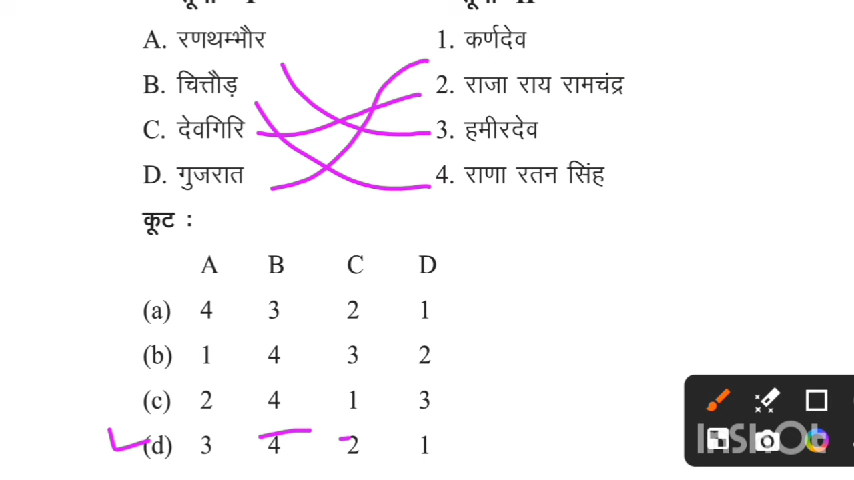 A. रणथम्भौर 1. कर्णदेव
B. चित्तौड़ 2. राजा राय रामचंद्र
C. देवगिरि 3. हमीरदेव
D. गुजरात 4. राणा रतन सिंह
कूट :
A B C D
(a) 4 3 2 1
(b) 1 4 3 2
(c) 2 4 1 3
(d) 3 4 2 1
InShOt